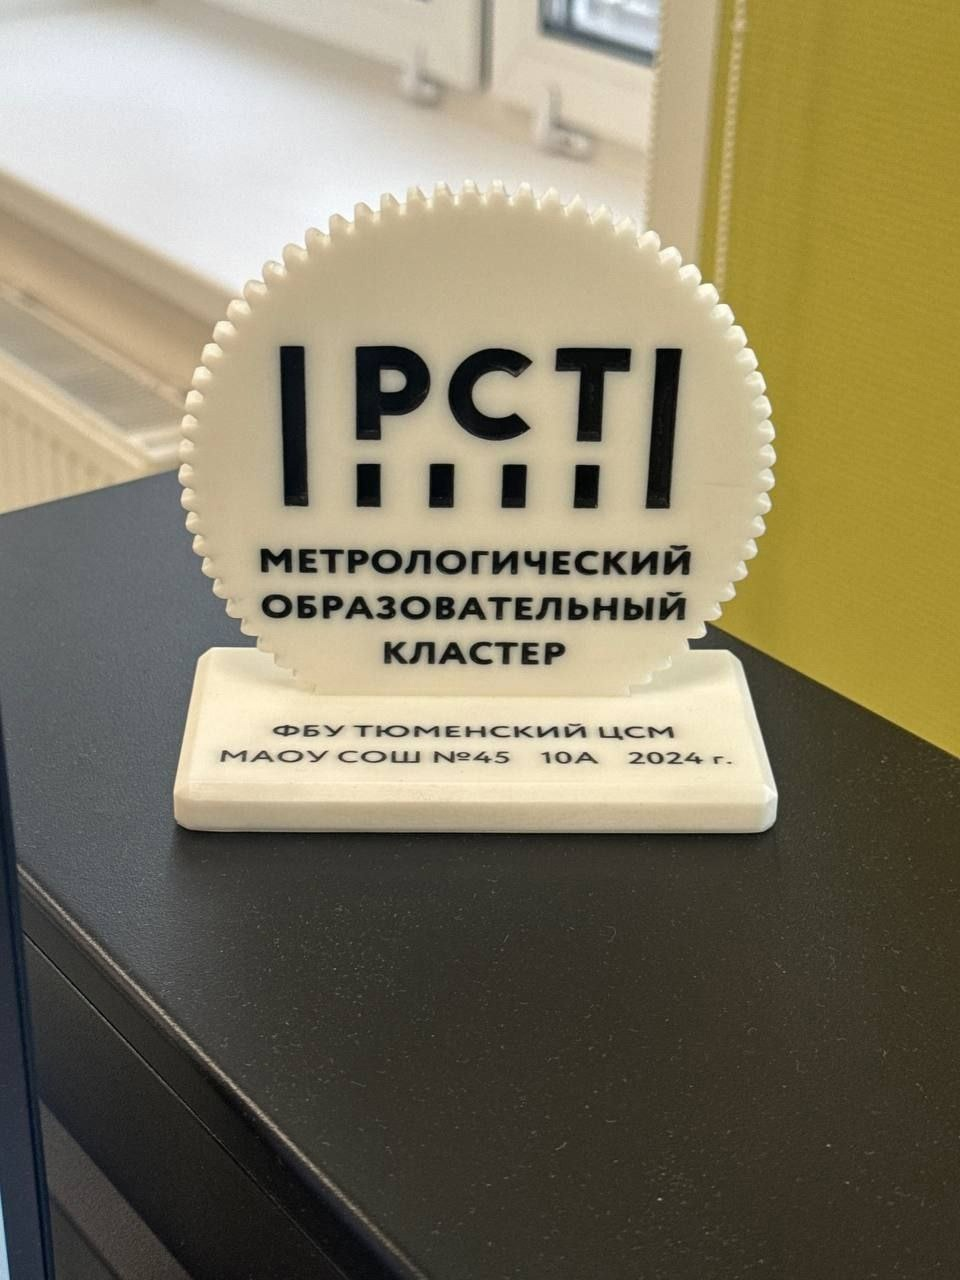 РСТ
МЕТРОЛОГИЧЕСКИЙ
ОБРАЗОВАТЕЛЬНЫЙ
КЛАСТЕР
ФБУ ТЮМЕНСКИЙ ЦСМ
МАОУ СОШ №45 10А 2024 г.